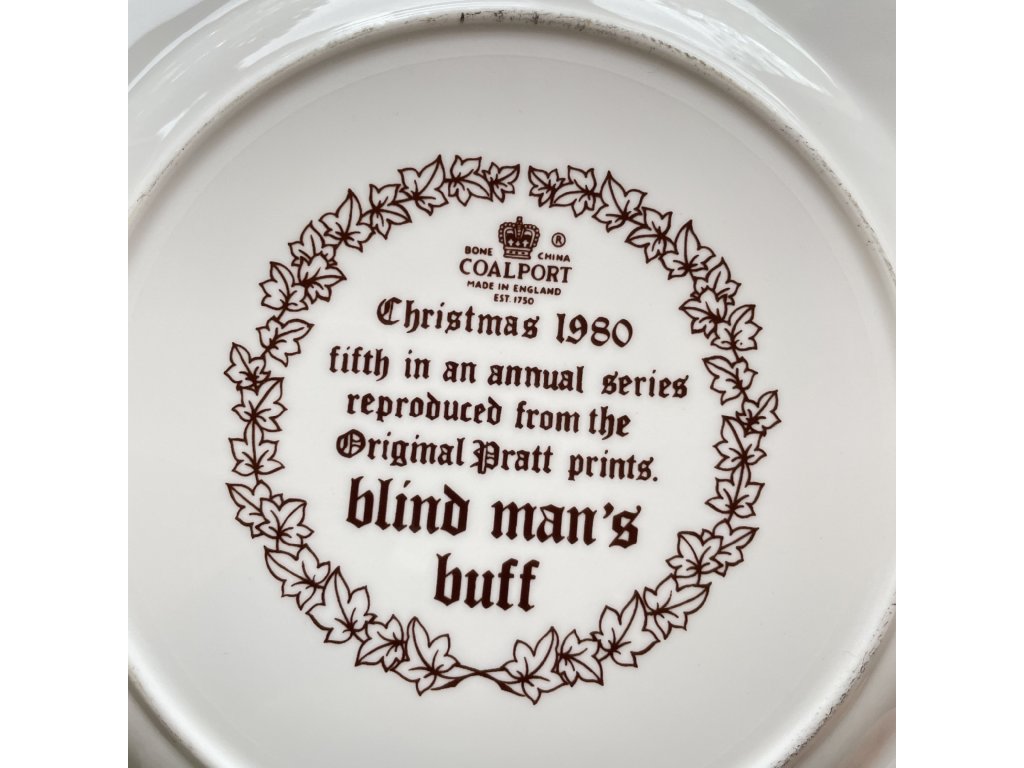 BONE CHINA ®
COALPORT
MADE IN ENGLAND
EST. 1750
Christmas 1980
fifth in an annual series
reproduced from the
Original Pratt prints.
blind man's
buff